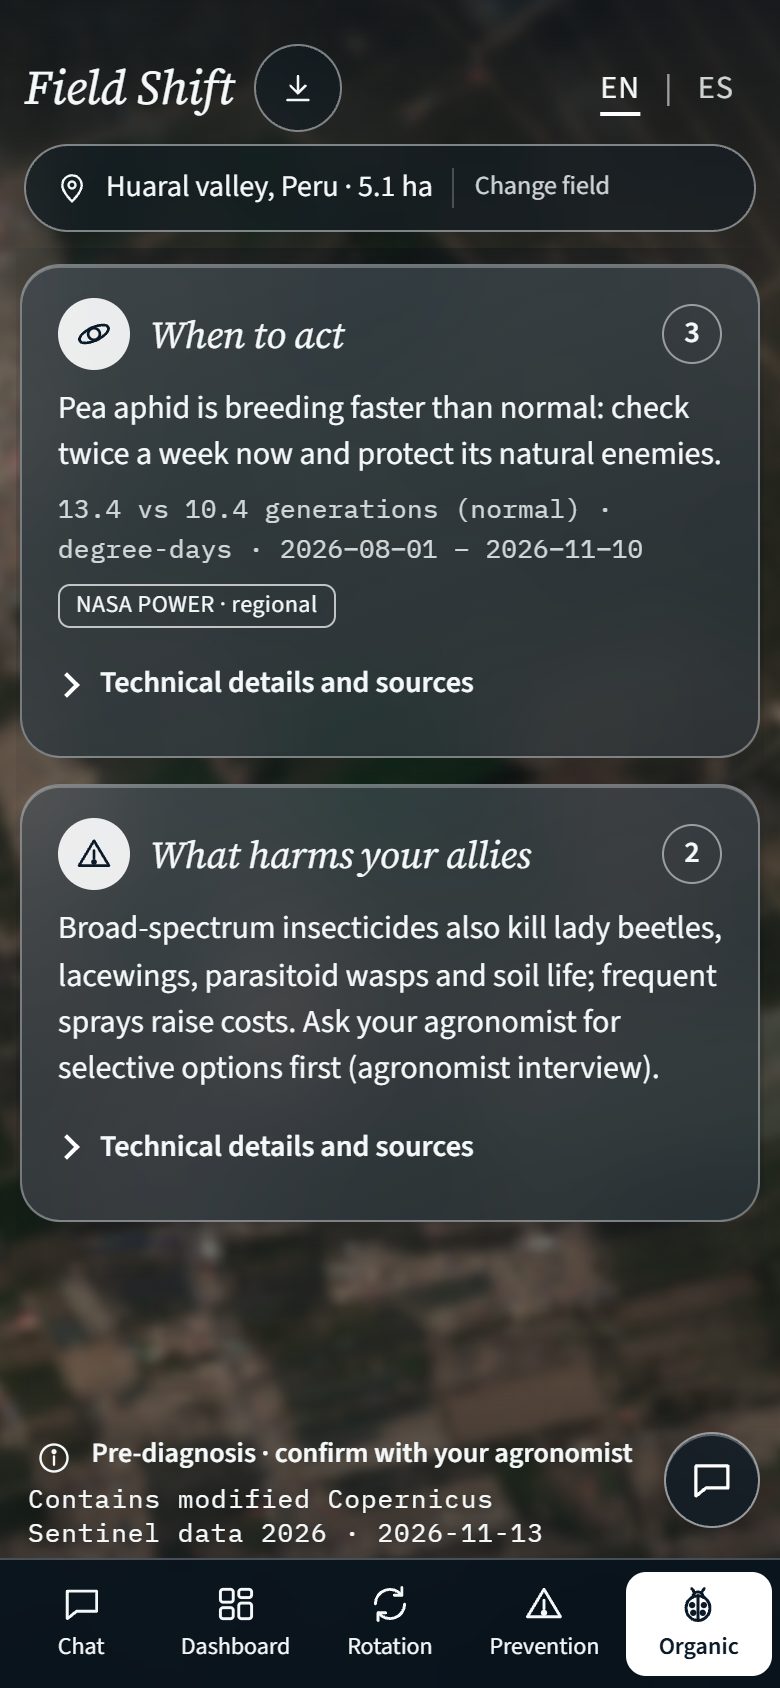 Field Shift
EN | ES
Huaral valley, Peru · 5.1 ha | Change field
When to act
3
Pea aphid is breeding faster than normal: check
twice a week now and protect its natural enemies.
13.4 vs 10.4 generations (normal) ·
degree-days · 2026-08-01 – 2026-11-10
NASA POWER · regional
Technical details and sources
What harms your allies
2
Broad-spectrum insecticides also kill lady beetles,
lacewings, parasitoid wasps and soil life; frequent
sprays raise costs. Ask your agronomist for
selective options first (agronomist interview).
Technical details and sources
Pre-diagnosis · confirm with your agronomist
Contains modified Copernicus
Sentinel data 2026 · 2026-11-13
Chat
Dashboard
Rotation
Prevention
Organic